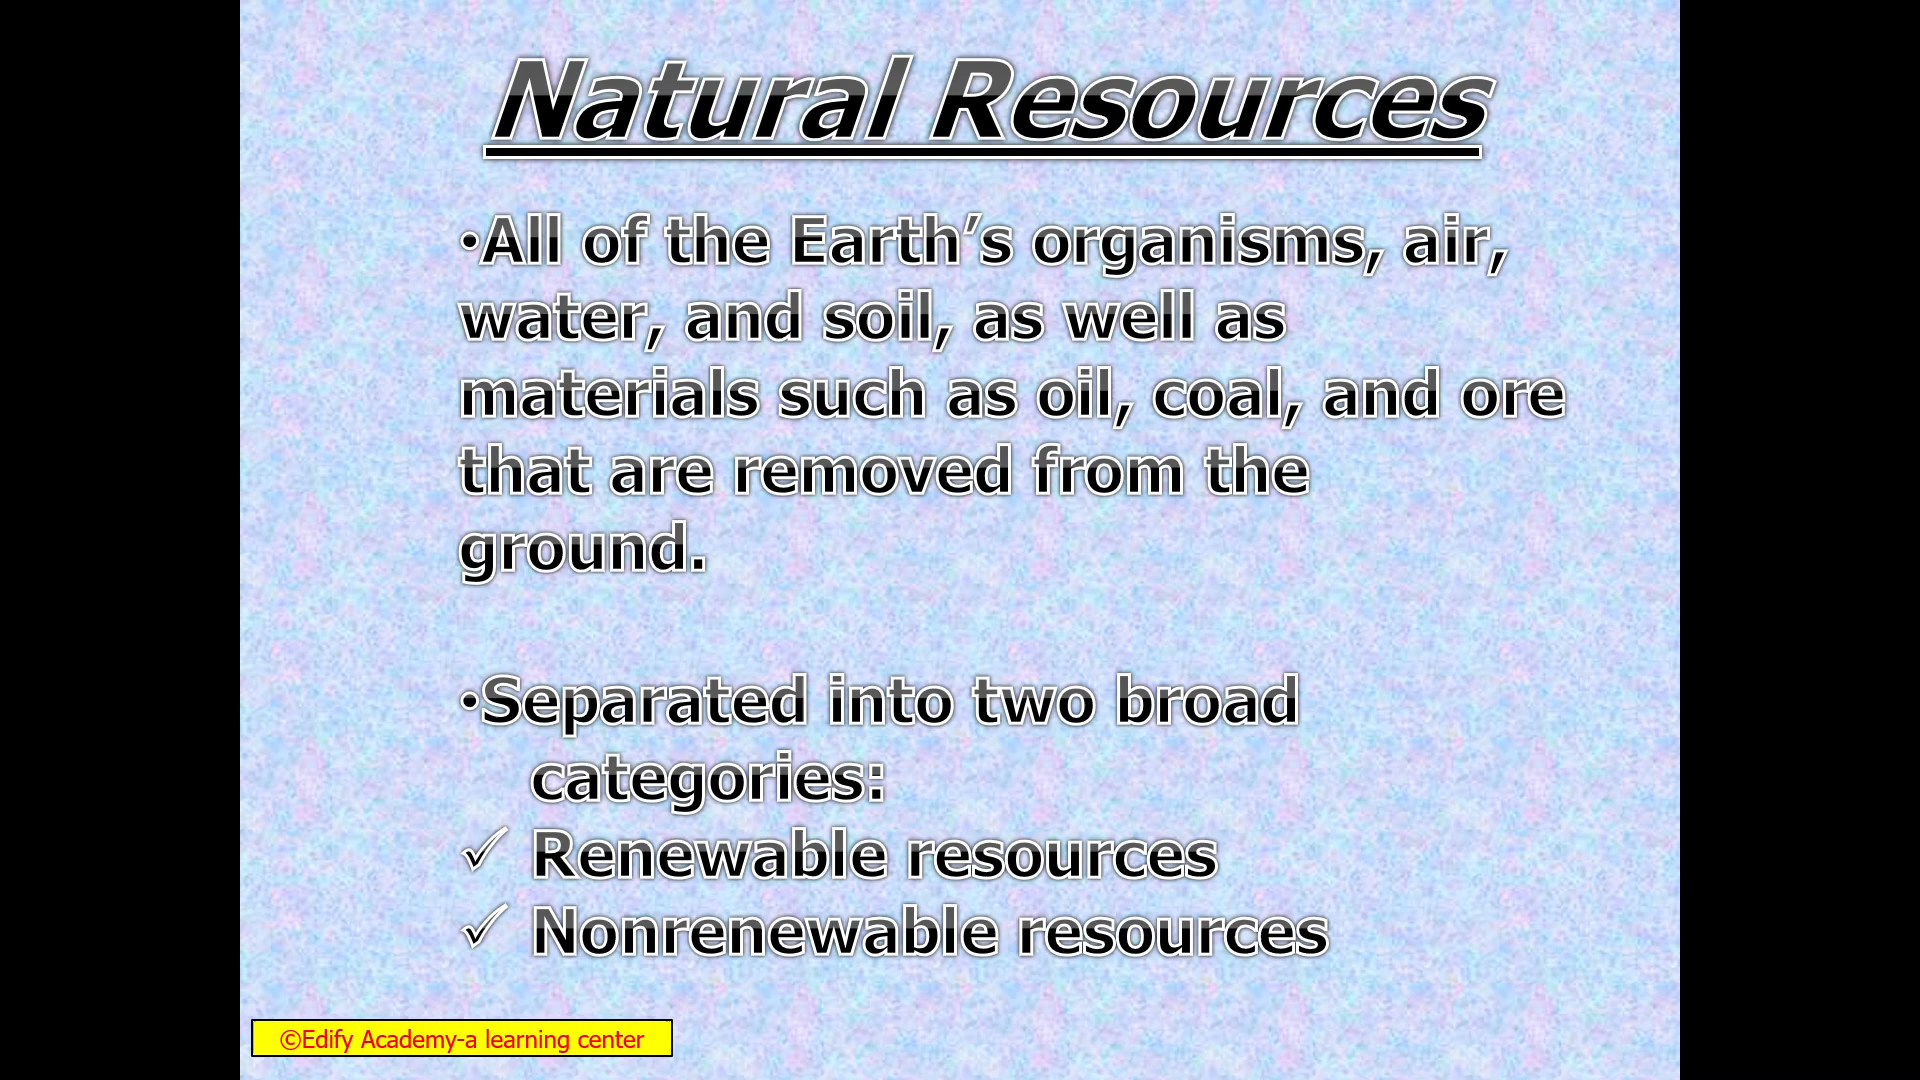 Natural Resources
•All of the Earth’s organisms, air,
water, and soil, as well as
materials such as oil, coal, and ore
that are removed from the
ground.
•Separated into two broad
categories:
✓ Renewable resources
✓ Nonrenewable resources
©Edify Academy-a learning center